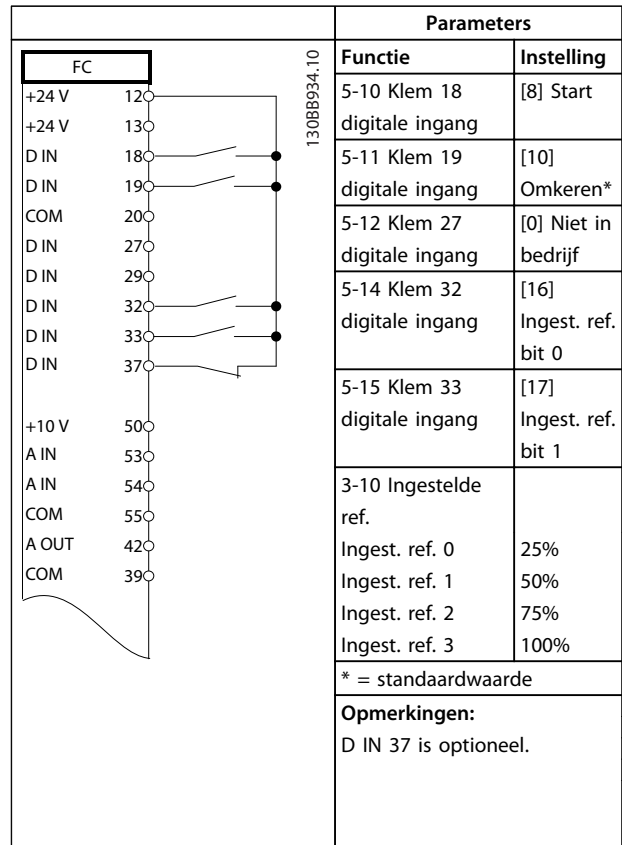 FC
+24 V 12
+24 V 13
D IN 18
D IN 19
COM 20
D IN 27
D IN 29
D IN 32
D IN 33
D IN 37
+10 V 50
A IN 53
A IN 54
COM 55
A OUT 42
COM 39
130BB934.10
Parameters
Functie Instelling
5-10 Klem 18 [8] Start
digitale ingang
5-11 Klem 19 [10]
digitale ingang Omkeren*
5-12 Klem 27 [0] Niet in
digitale ingang bedrijf
5-14 Klem 32 [16]
digitale ingang Ingest. ref.
bit 0
5-15 Klem 33 [17]
digitale ingang Ingest. ref.
bit 1
3-10 Ingestelde
ref.
Ingest. ref. 0 25%
Ingest. ref. 1 50%
Ingest. ref. 2 75%
Ingest. ref. 3 100%
* = standaardwaarde
Opmerkingen:
D IN 37 is optioneel.